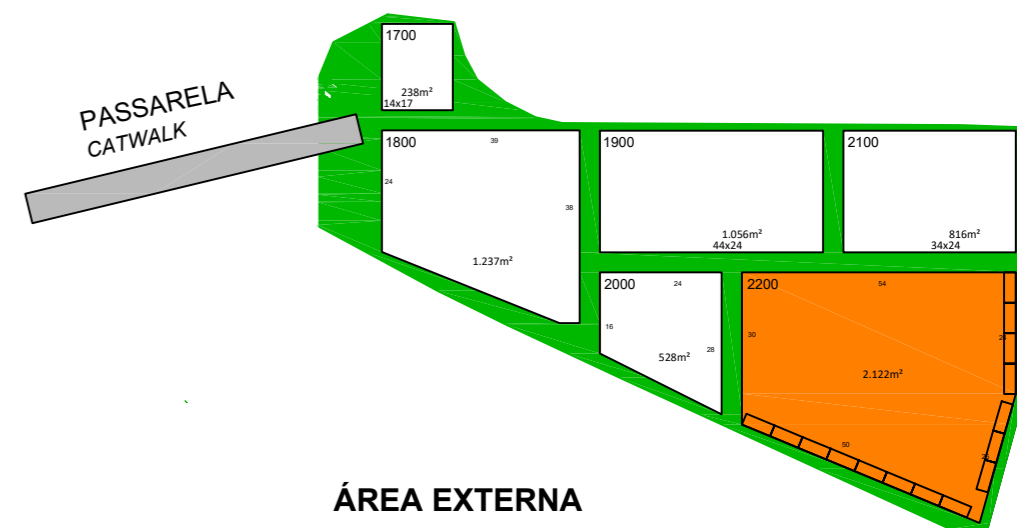 1700
238m²
14x17
PASSARELA
CATWALK
1800
39
24
38
1.237m²
1900
1.056m²
44x24
2100
816m²
34x24
2000
24
16
28
528m²
2200
54
30
2.122m²
50
ÁREA EXTERNA